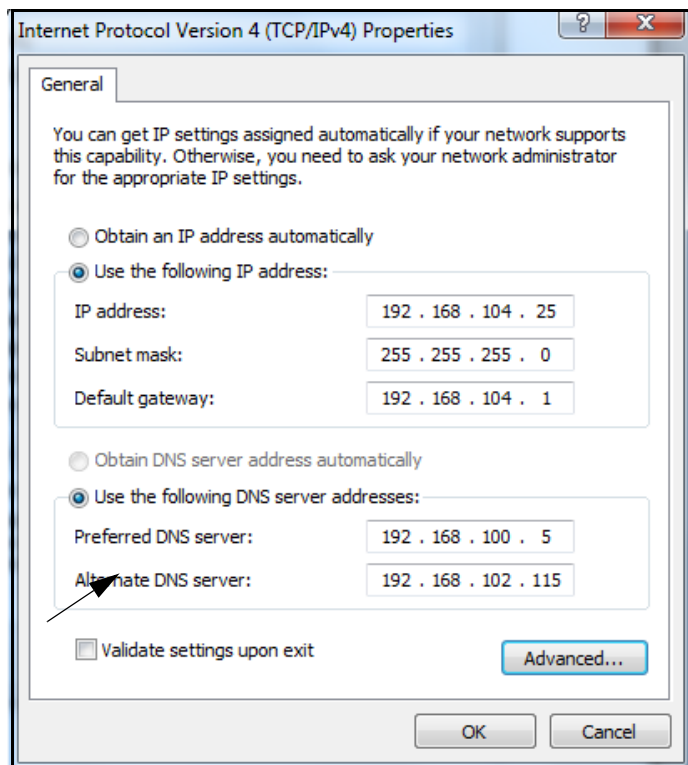 Internet Protocol Version 4 (TCP/IPv4) Properties
General
You can get IP settings assigned automatically if your network supports
this capability. Otherwise, you need to ask your network administrator
for the appropriate IP settings.
Obtain an IP address automatically
Use the following IP address:
IP address: 192 . 168 . 104 . 25
Subnet mask: 255 . 255 . 255 . 0
Default gateway: 192 . 168 . 104 . 1
Obtain DNS server address automatically
Use the following DNS server addresses:
Preferred DNS server: 192 . 168 . 100 . 5
Alternate DNS server: 192 . 168 . 102 . 115
Validate settings upon exit
Advanced...
OK Cancel